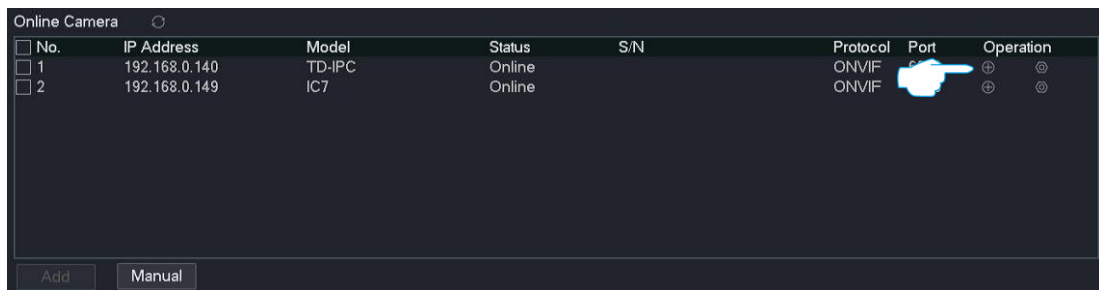 Online Camera
No. IP Address Model Status S/N Protocol Port Operation
1 192.168.0.140 TD-IPC Online ONVIF
2 192.168.0.149 IC7 Online ONVIF
Add Manual